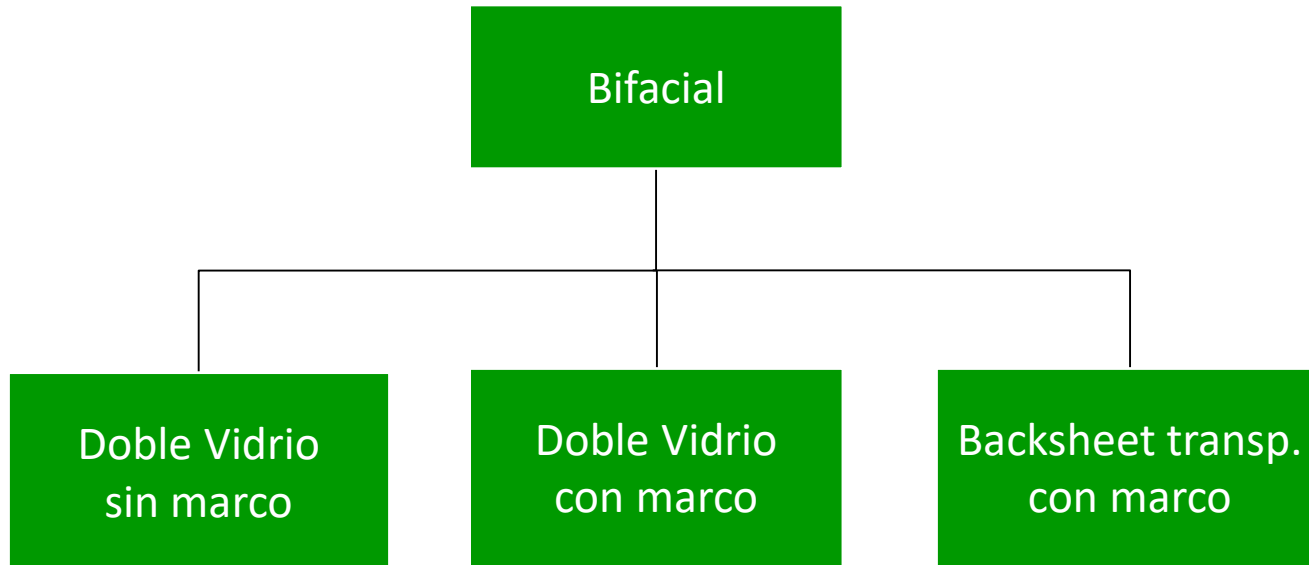 Bifacial
Doble Vidrio
sin marco
Doble Vidrio
con marco
Backsheet transp.
con marco